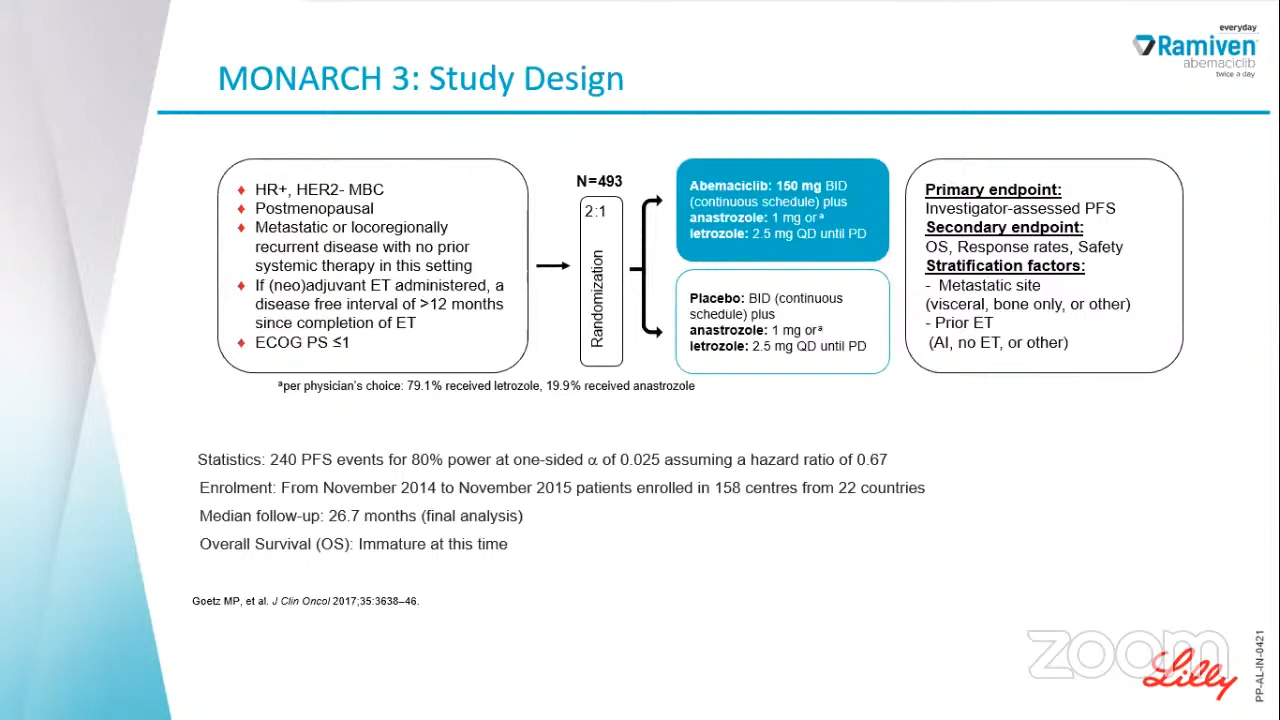 everyday
Ramiven
abemaciclib
twice a day
MONARCH 3: Study Design
♦ HR+, HER2- MBC
♦ Postmenopausal
♦ Metastatic or locoregionally
recurrent disease with no prior
systemic therapy in this setting
♦ If (neo)adjuvant ET administered, a
disease free interval of >12 months
since completion of ET
♦ ECOG PS ≤1
N=493
2:1
Randomization
Abemaciclib: 150 mg BID
(continuous schedule) plus
anastrozole: 1 mg or ᵃ
letrozole: 2.5 mg QD until PD
Placebo: BID (continuous
schedule) plus
anastrozole: 1 mg orᵃ
letrozole: 2.5 mg QD until PD
Primary endpoint:
Investigator-assessed PFS
Secondary endpoint:
OS, Response rates, Safety
Stratification factors:
- Metastatic site
(visceral, bone only, or other)
- Prior ET
(AI, no ET, or other)
ᵃper physician's choice: 79.1% received letrozole, 19.9% received anastrozole
Statistics: 240 PFS events for 80% power at one-sided α of 0.025 assuming a hazard ratio of 0.67
Enrolment: From November 2014 to November 2015 patients enrolled in 158 centres from 22 countries
Median follow-up: 26.7 months (final analysis)
Overall Survival (OS): Immature at this time
Goetz MP, et al. J Clin Oncol 2017;35:3638–46.
zoom
Lilly
PP-AL-IN-0421